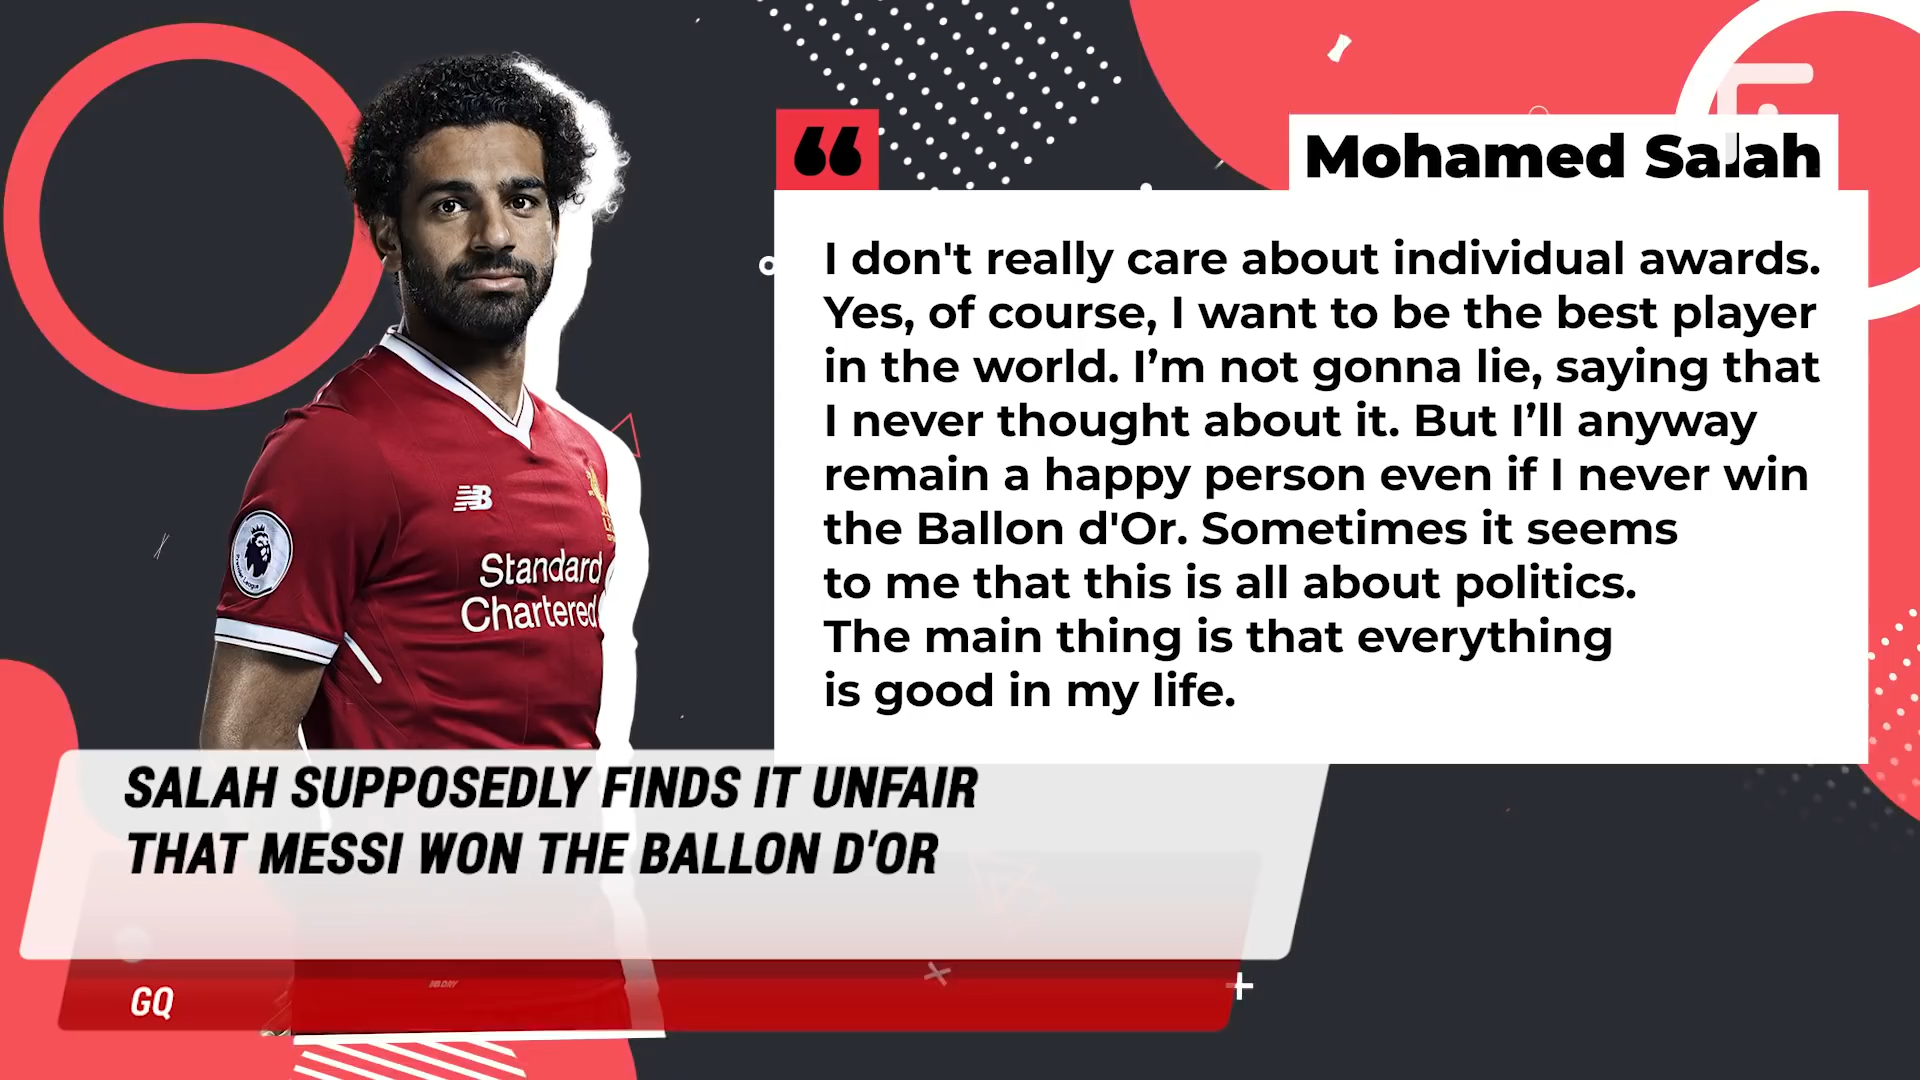 Mohamed Salah
I don't really care about individual awards.
Yes, of course, I want to be the best player
in the world. I’m not gonna lie, saying that
I never thought about it. But I’ll anyway
remain a happy person even if I never win
the Ballon d'Or. Sometimes it seems
to me that this is all about politics.
The main thing is that everything
is good in my life.
NB
Premier League
Standard
Chartered
SALAH SUPPOSEDLY FINDS IT UNFAIR
THAT MESSI WON THE BALLON D'OR
GQ